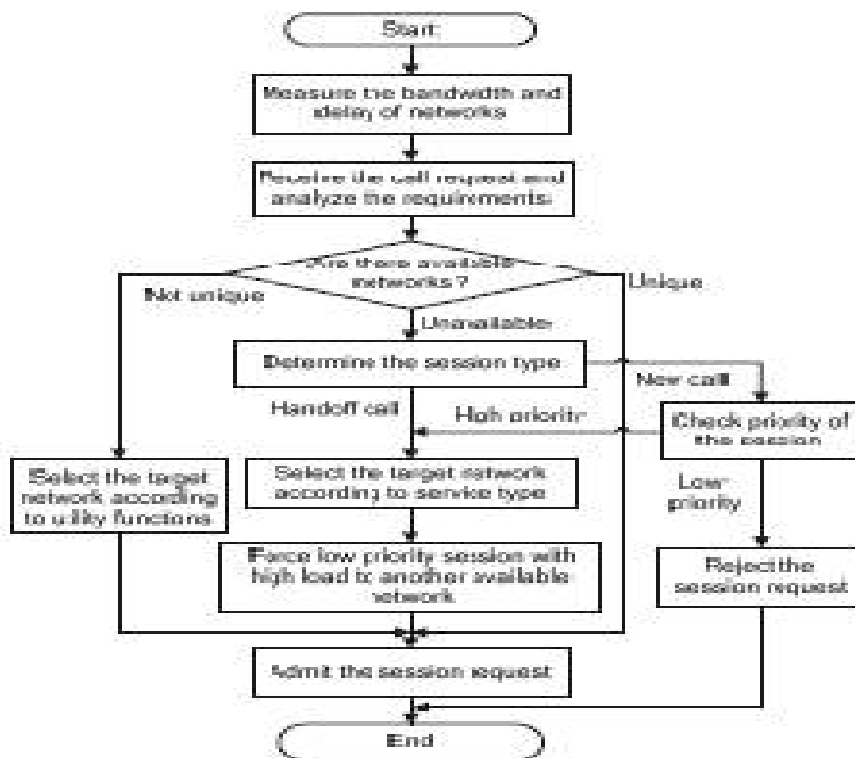 Start
Measure the bandwidth and
delay of networks
Receive the call request and
analyze the requirements
Are there available
networks?
Not unique
Unique
Unavailable
Determine the session type
New call
Handoff call
High priority
Check priority of
the session
Select the target
network according
to utility functions
Select the target network
according to service type
Low
priority
Force low priority session with
high load to another available
network
Reject the
session request
Admit the session request
End